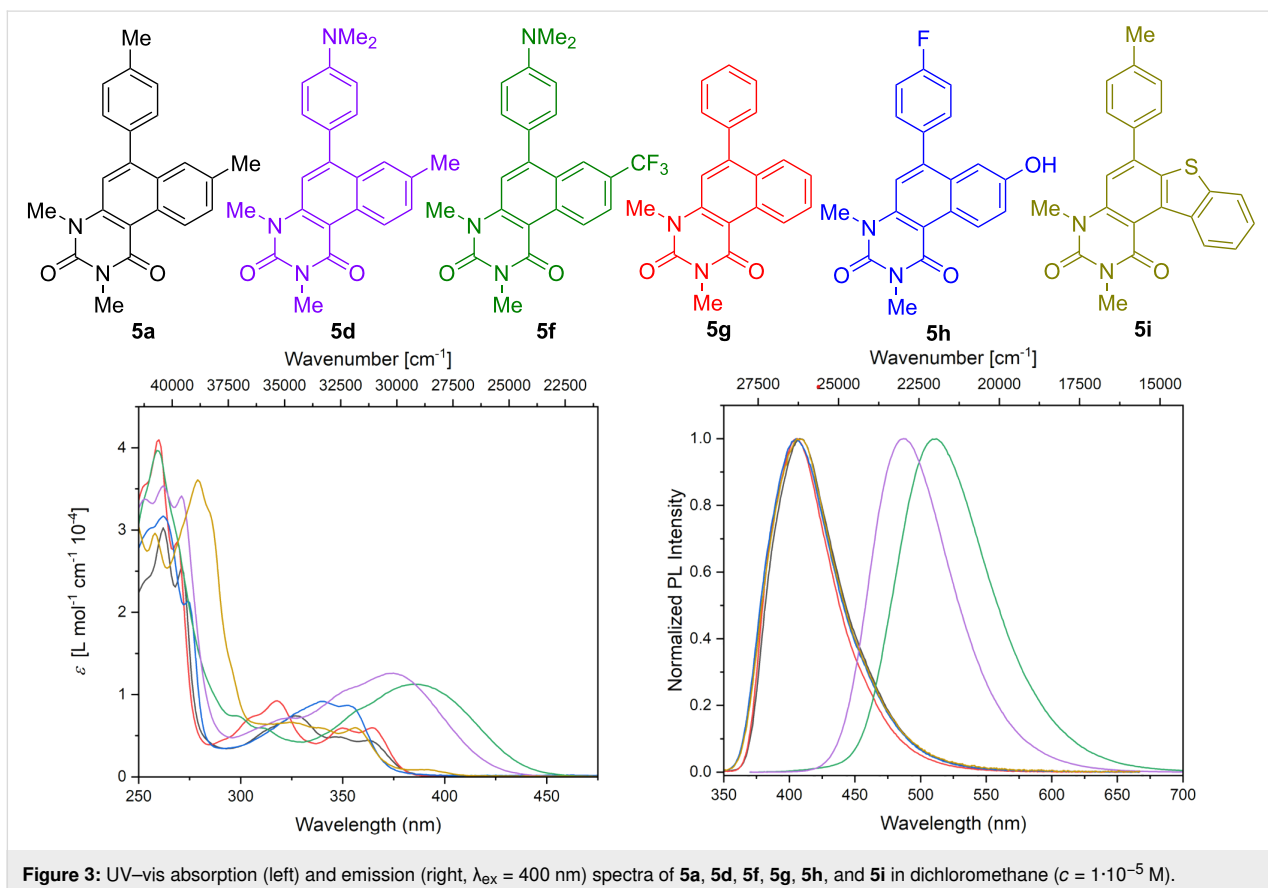 Me NMe₂ NMe₂ F Me
Me Me CF₃ OH S
Me Me Me Me Me Me
N N N N N N
O N O O N O O N O O N O O N O O N O
Me Me Me Me Me Me
5a 5d 5f 5g 5h 5i
Wavenumber [cm⁻¹]
40000 37500 35000 32500 30000 27500 25000 22500
4
3
2
1
0
ε [L mol⁻¹ cm⁻¹ 10⁻⁴]
250 300 350 400 450
Wavelength (nm)
Wavenumber [cm⁻¹]
27500 25000 22500 20000 17500 15000
1.0
0.8
0.6
0.4
0.2
0.0
Normalized PL Intensity
350 400 450 500 550 600 650 700
Wavelength (nm)
Figure 3: UV–vis absorption (left) and emission (right, λex = 400 nm) spectra of 5a, 5d, 5f, 5g, 5h, and 5i in dichloromethane (c = 1·10⁻⁵ M).